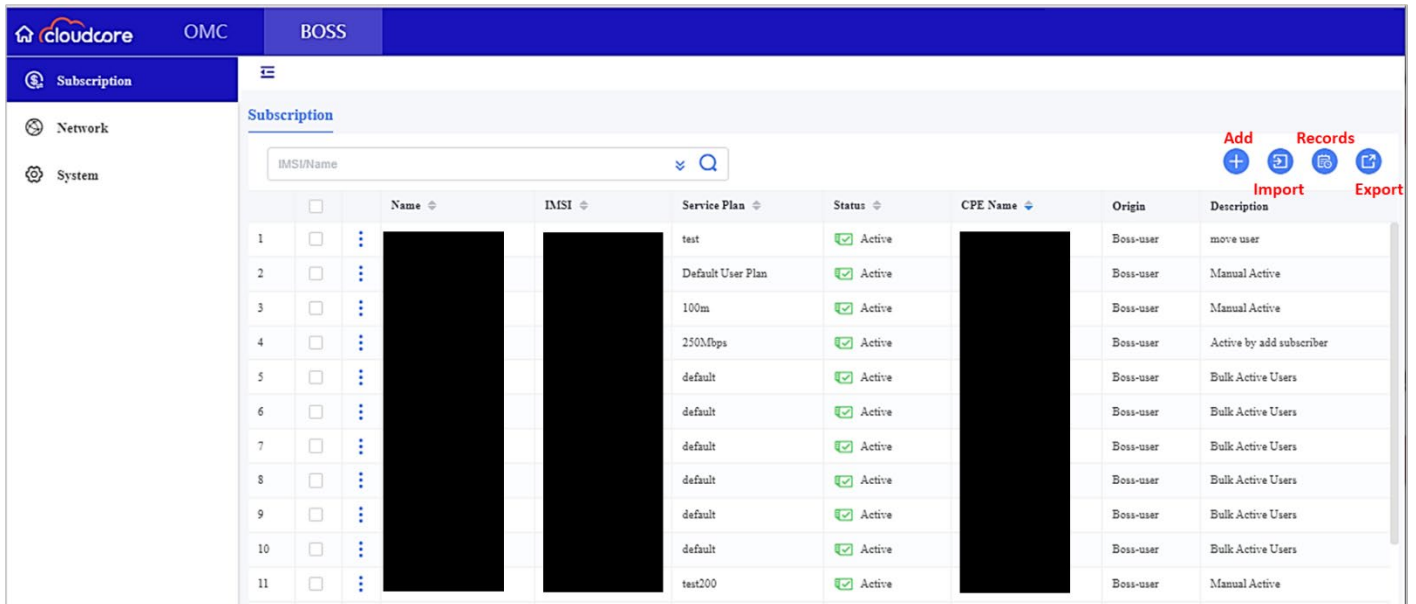 cloudcore OMC BOSS
Subscription
Network
System
Subscription
IMSI/Name
Add Records
Import Export
Name IMSI Service Plan Status CPE Name Origin Description
1 test Active Boss-user move user
2 Default User Plan Active Boss-user Manual Active
3 100m Active Boss-user Manual Active
4 250Mbps Active Boss-user Active by add subscriber
5 default Active Boss-user Bulk Active Users
6 default Active Boss-user Bulk Active Users
7 default Active Boss-user Bulk Active Users
8 default Active Boss-user Bulk Active Users
9 default Active Boss-user Bulk Active Users
10 default Active Boss-user Bulk Active Users
11 test200 Active Boss-user Manual Active